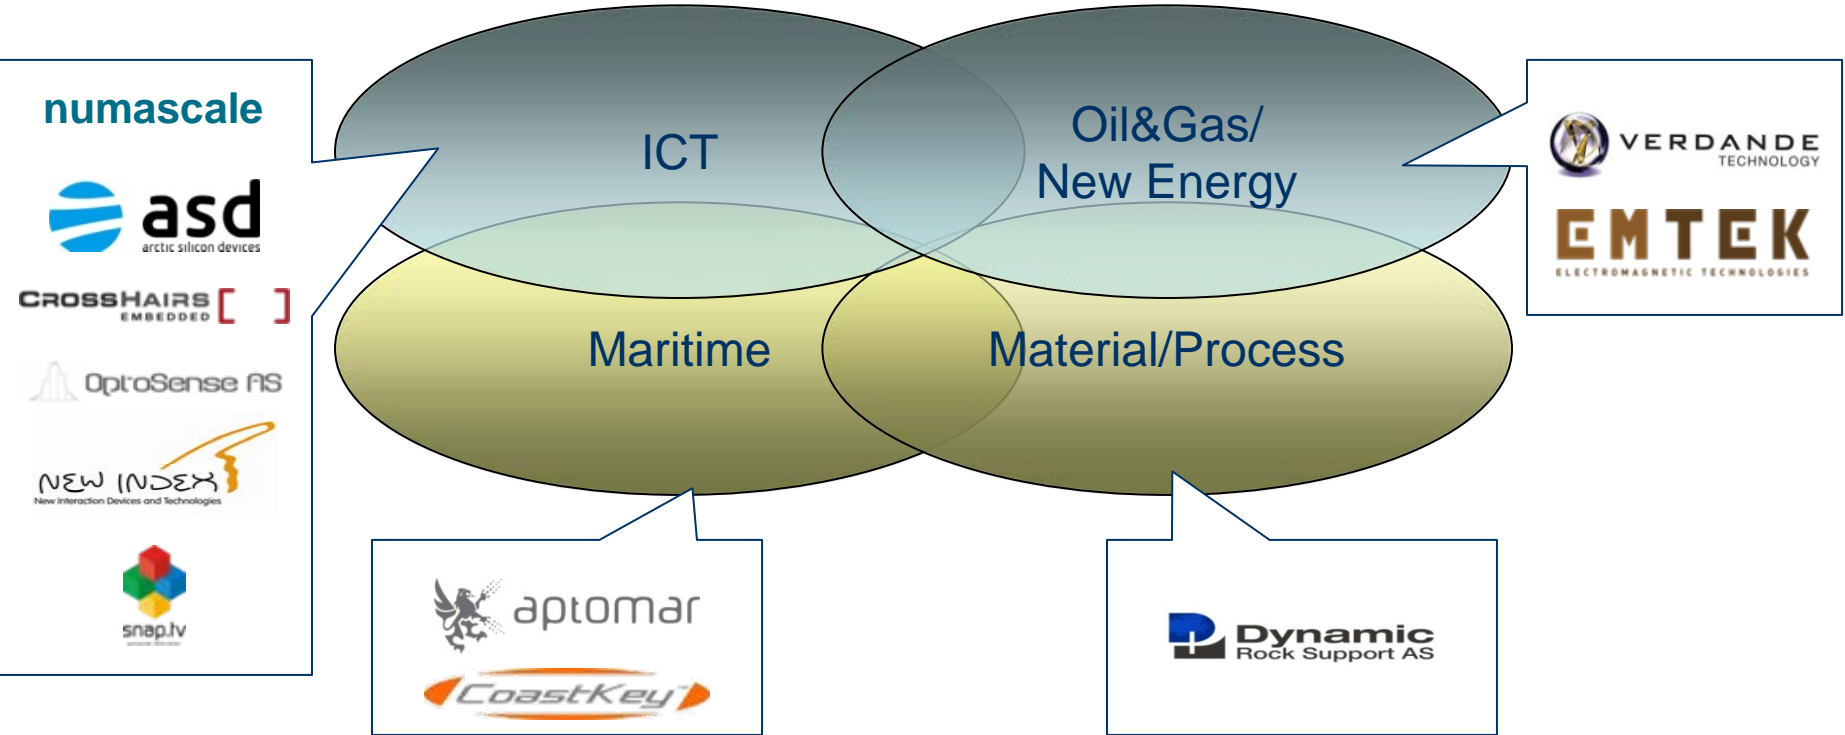 numascale
asd
arctic silicon devices
CROSSHAIRS
EMBEDDED
OptoSense AS
NEW INDEX
New Interaction Devices and Technologies
snap.tv
ICT
Oil&Gas/
New Energy
Maritime
Material/Process
VERDANDE
TECHNOLOGY
EMTEK
ELECTROMAGNETIC TECHNOLOGIES
aptomar
CoastKey
Dynamic
Rock Support AS